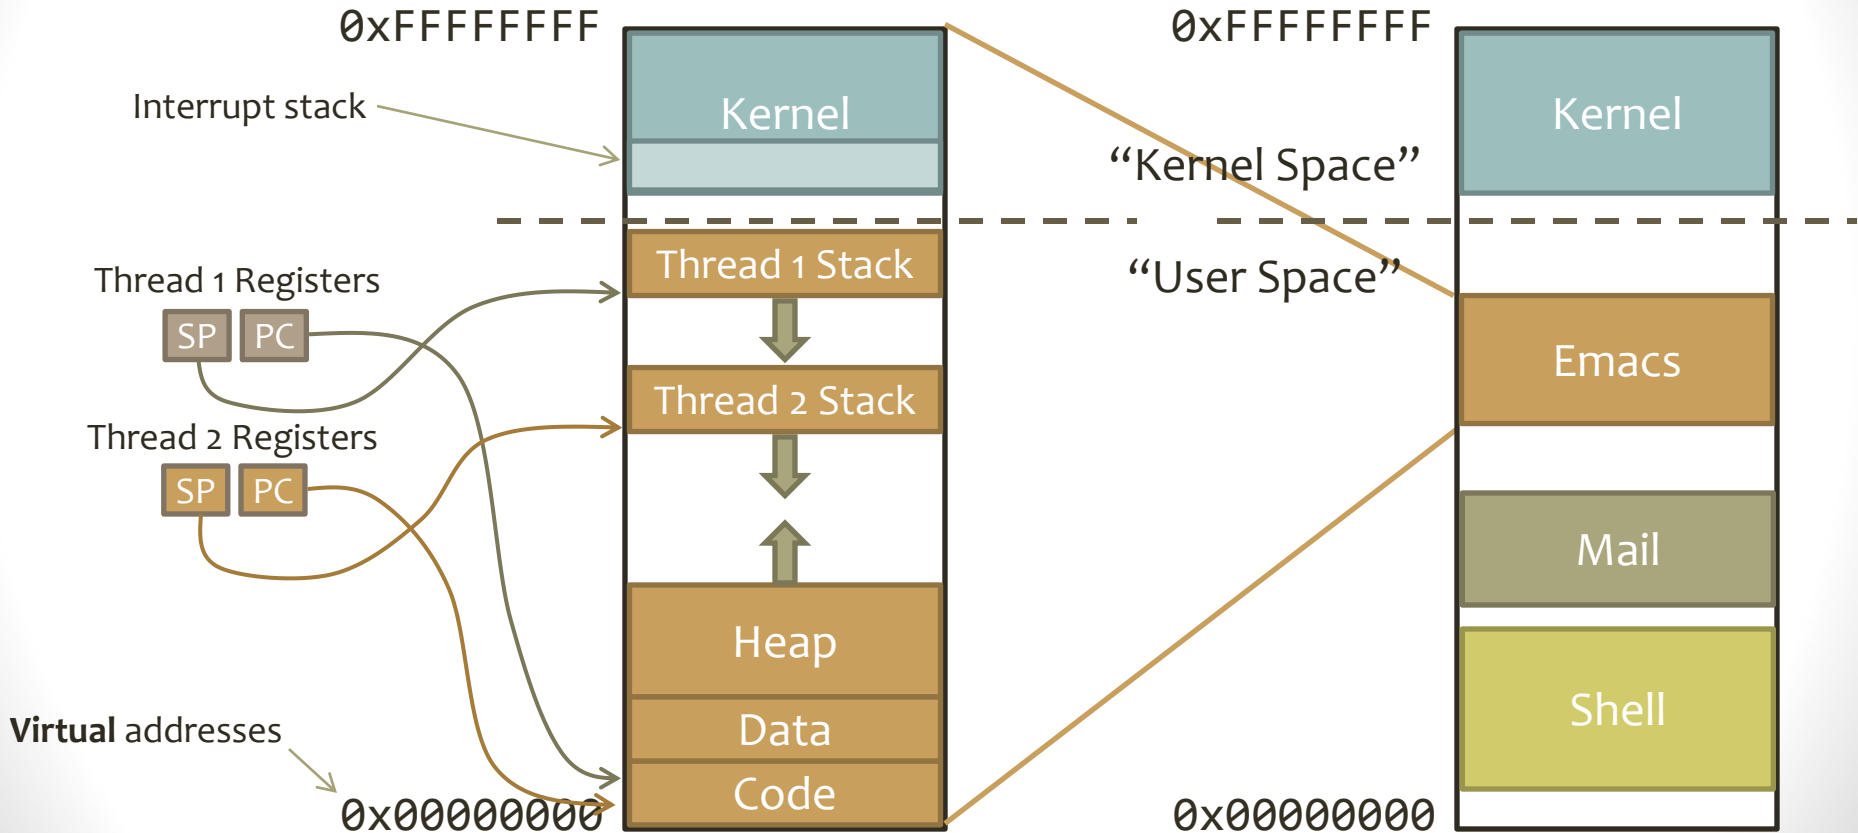 0xFFFFFFFF
0xFFFFFFFF
Interrupt stack
Kernel
Kernel
“Kernel Space”
Thread 1 Stack
“User Space”
Thread 1 Registers
SP PC
Emacs
Thread 2 Stack
Thread 2 Registers
SP PC
Mail
Heap
Shell
Virtual addresses
Data
Code
0x00000000
0x00000000